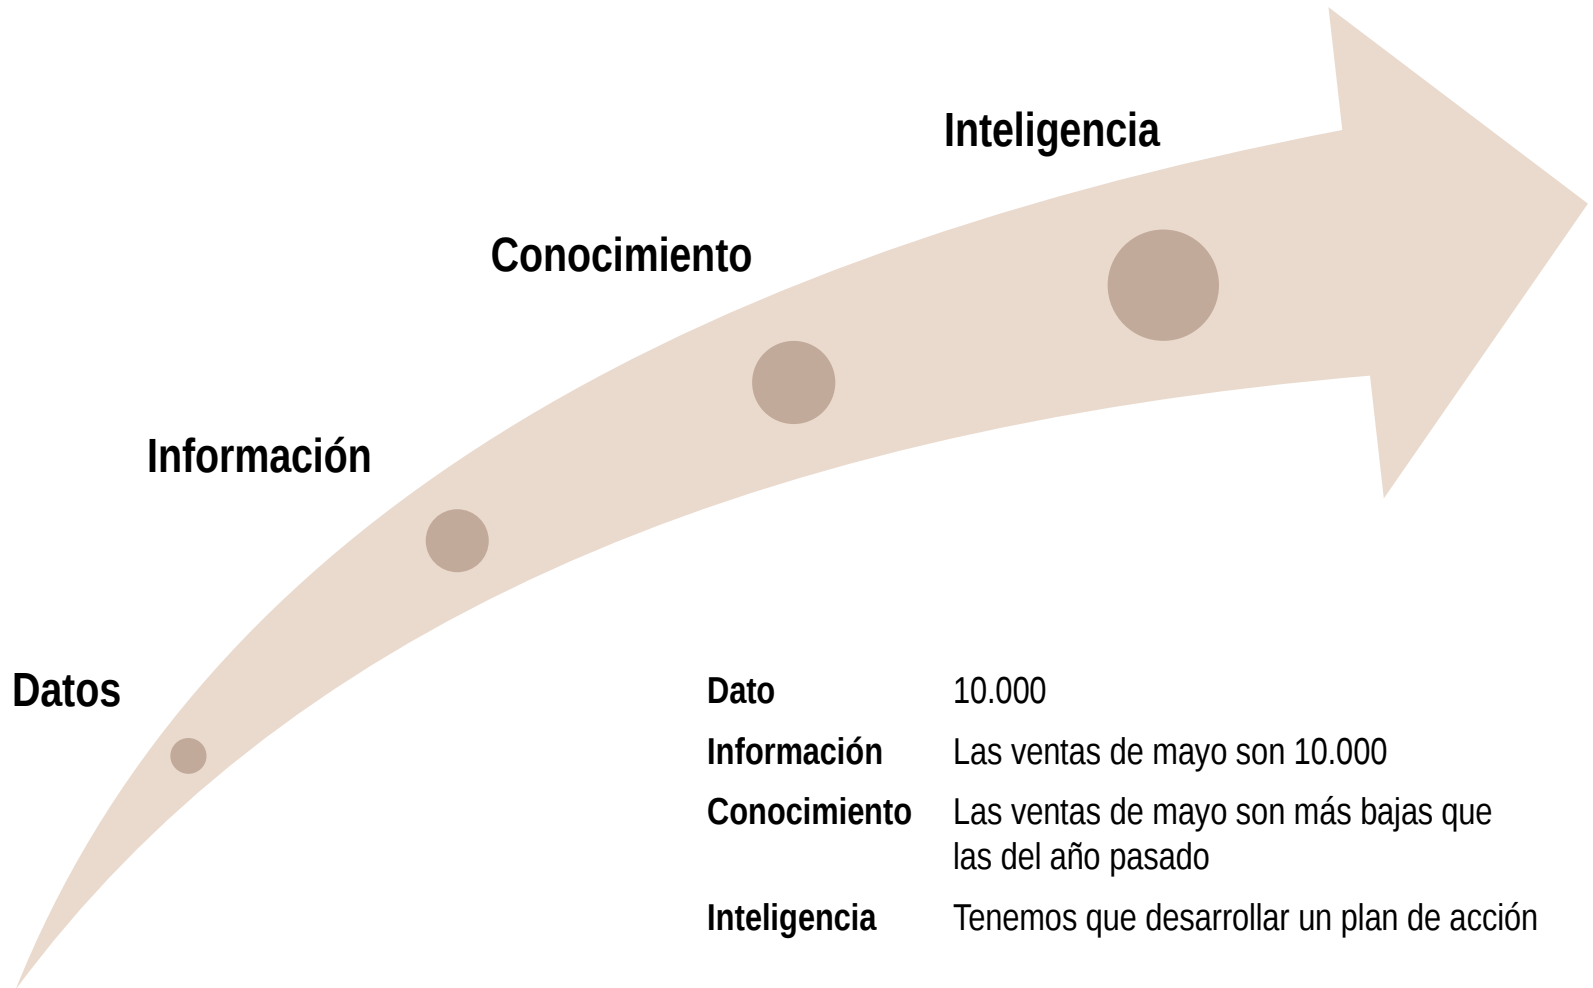 Inteligencia
Conocimiento
Información
Datos
Dato 10.000
Información Las ventas de mayo son 10.000
Conocimiento Las ventas de mayo son más bajas que
las del año pasado
Inteligencia Tenemos que desarrollar un plan de acción